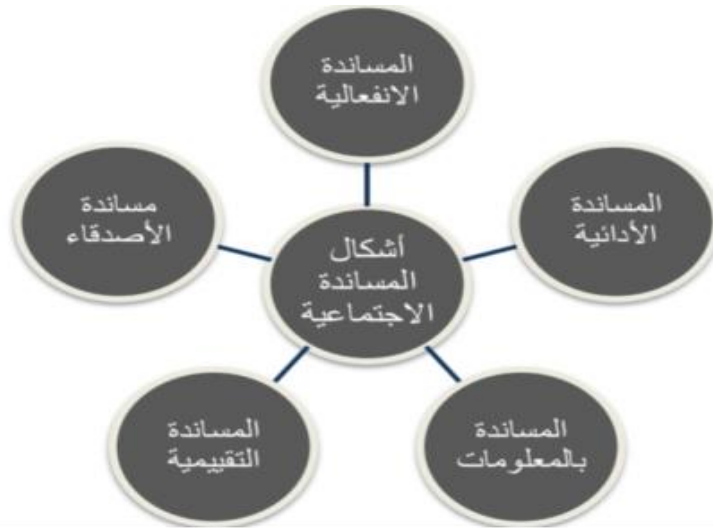 المساندة
الانفعالية
المساندة
الأدائية
مساندة
الأصدقاء
أشكال
المساندة
الاجتماعية
المساندة
التقييمية
المساندة
بالمعلومات